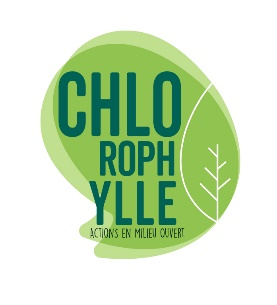 CHLO
ROPH
YLLE
ACTIONS EN MILIEU OUVERT